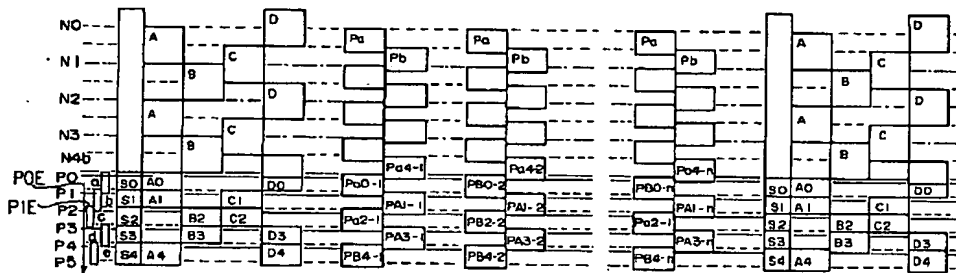 N0 D Pa Pa Pa D
A C Pb Pb Pb A C
N1 B B
N2 D D
A C A C
N3 B B
N4b
P0 Pa4-1 Pa4-2 Pa4-n
P0E a S0 A0 D0 Pa0-1 PB0-2 PB0-n S0 A0 D0
P1 b S1 A1 C1 PA1-1 PA1-2 PA1-n S1 A1 C1
P1E
P2 c S2 B2 C2 Pa2-1 PB2-2 Pa2-n S2 B2 C2
P3 d S3 B3 D3 PA3-1 PA3-2 PA3-n S3 B3 D3
P4 e S4 A4 D4 PB4-1 PB4-2 PB4-n S4 A4 D4
P5